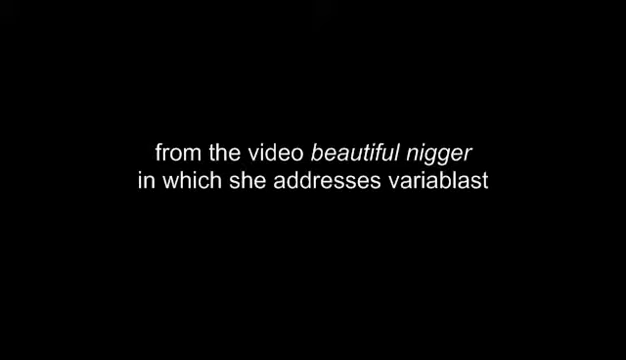 from the video beautiful nigger
in which she addresses variablast